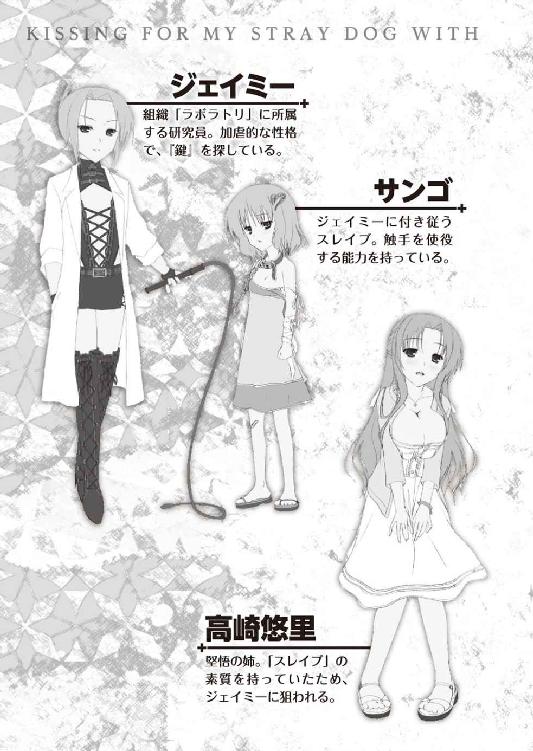 KISSING FOR MY STRAY DOG WITH
ジェイミー
組織「ラボラトリ」に所属
する研究員。加虐的な性格
で、『鍵』を探している。
サンゴ
ジェイミーに付き従う
スレイブ。触手を使役
する能力を持っている。
高崎悠里
堅悟の姉。「スレイブ」の
素質を持っていたため、
ジェイミーに狙われる。